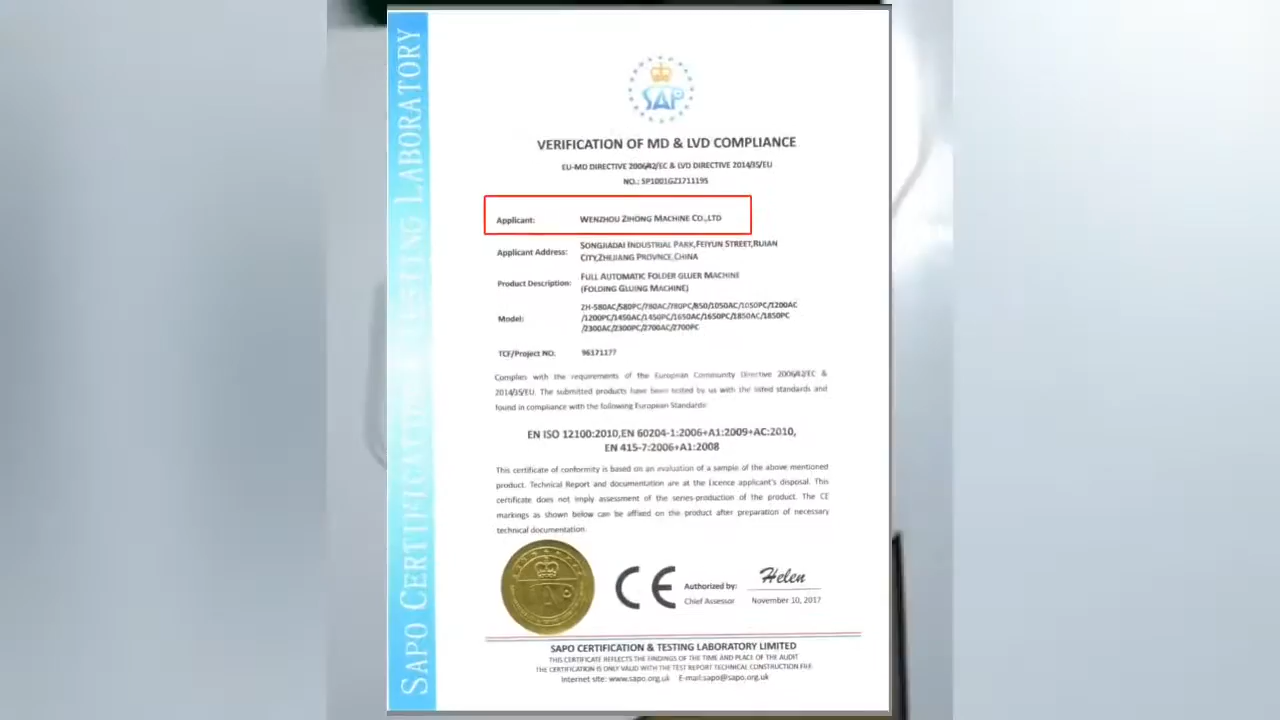 SAPO CERTIFICATION & TESTING LABORATORY
SAPO
VERIFICATION OF MD & LVD COMPLIANCE
EU-MD DIRECTIVE 2006/42/EC & LVD DIRECTIVE 2014/35/EU
NO.: SP1001GZ1711195
Applicant: WENZHOU ZIHONG MACHINE CO.,LTD
Applicant Address: SONGJIADAI INDUSTRIAL PARK,FEIYUN STREET,RUIAN
CITY,ZHEJIANG PROVNCE,CHINA
Product Description: FULL AUTOMATIC FOLDER GLUER MACHINE
(FOLDING GLUING MACHINE)
Model: ZH-580AC/580PC/780AC/780PC/850/1050AC/1050PC/1200AC
/1200PC/1450AC/1450PC/1650AC/1650PC/1850AC/1850PC
/2300AC/2300PC/2700AC/2700PC
TCF/Project NO. 96171177
Complies with the requirements of the European Community Directive 2006/42/EC &
2014/35/EU. The submitted products have been tested by us with the listed standards and
found in compliance with the following European Standards:
EN ISO 12100:2010,EN 60204-1:2006+A1:2009+AC:2010,
EN 415-7:2006+A1:2008
This certificate of conformity is based on an evaluation of a sample of the above mentioned
product. Technical Report and documentation are at the Licence applicant's disposal. This
certificate does not imply assessment of the series-production of the product. The CE
markings as shown below can be affixed on the product after preparation of necessary
technical documentation.
CE
Authorized by: Helen
Chief Assessor November 10, 2017
SAPO CERTIFICATION & TESTING LABORATORY LIMITED
THIS CERTIFICATE REFLECTS THE FINDINGS OF THE TIME AND PLACE OF THE AUDIT
THE CERTIFICATION IS ONLY VALID WITH THE TEST REPORT TECHNICAL CONSTRUCTION FILE.
Internet site: www.sapo.org.uk E-mail:sapo@sapo.org.uk